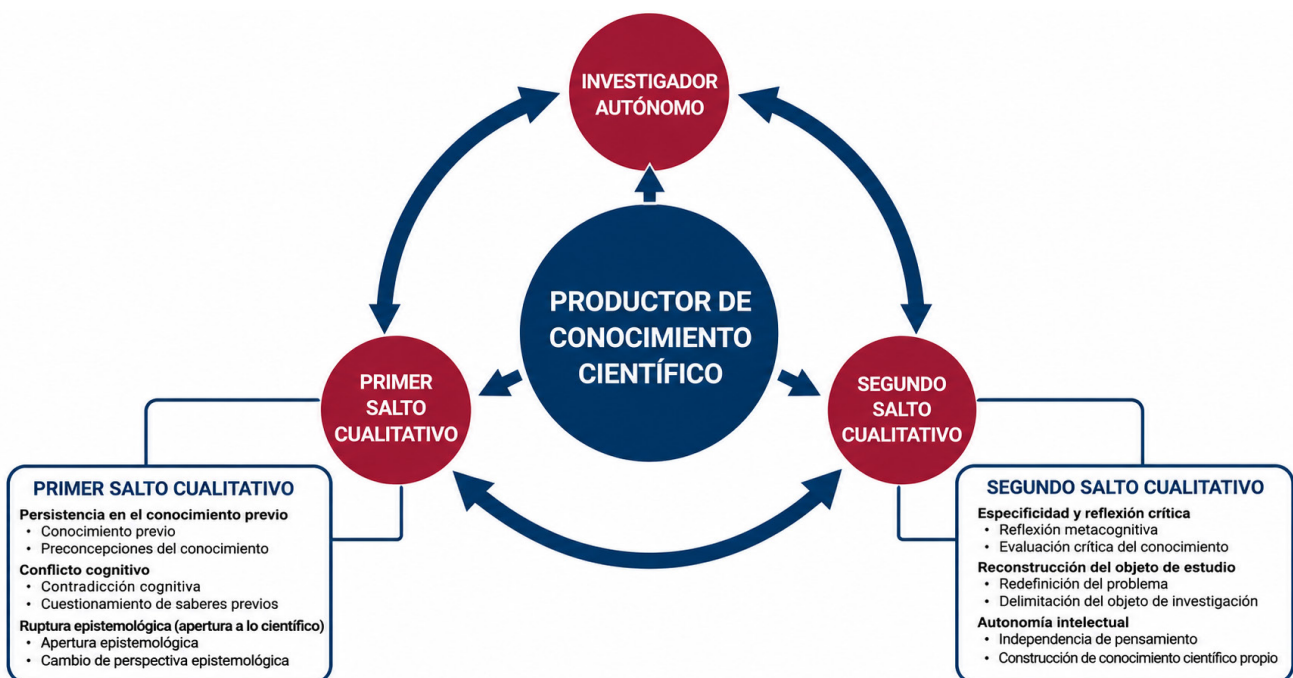 INVESTIGADOR
AUTÓNOMO
PRODUCTOR DE
CONOCIMIENTO
CIENTÍFICO
PRIMER
SALTO
CUALITATIVO
SEGUNDO
SALTO
CUALITATIVO
PRIMER SALTO CUALITATIVO
Persistencia en el conocimiento previo
• Conocimiento previo
• Preconcepciones del conocimiento
Conflicto cognitivo
• Contradicción cognitiva
• Cuestionamiento de saberes previos
Ruptura epistemológica (apertura a lo científico)
• Apertura epistemológica
• Cambio de perspectiva epistemológica
SEGUNDO SALTO CUALITATIVO
Especificidad y reflexión crítica
• Reflexión metacognitiva
• Evaluación crítica del conocimiento
Reconstrucción del objeto de estudio
• Redefinición del problema
• Delimitación del objeto de investigación
Autonomía intelectual
• Independencia de pensamiento
• Construcción de conocimiento científico propio